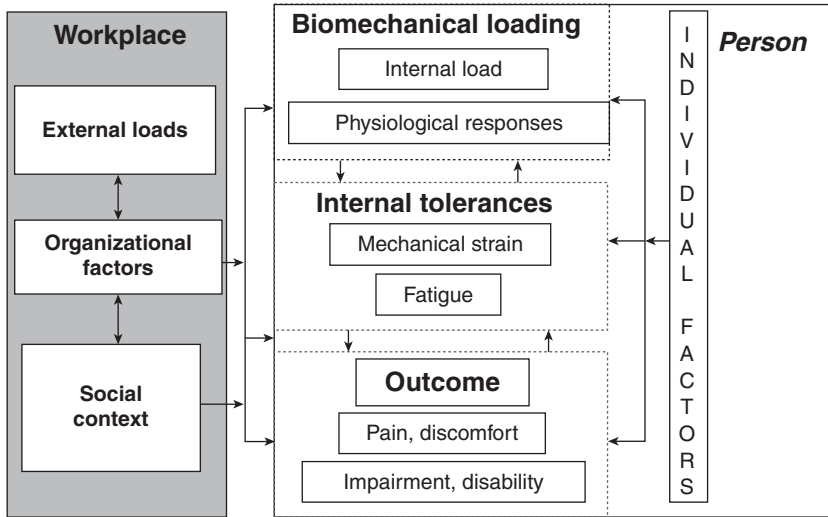 Workplace
External loads
Organizational
factors
Social
context
Biomechanical loading
Internal load
Physiological responses
Internal tolerances
Mechanical strain
Fatigue
Outcome
Pain, discomfort
Impairment, disability
INDIVIDUAL FACTORS
Person